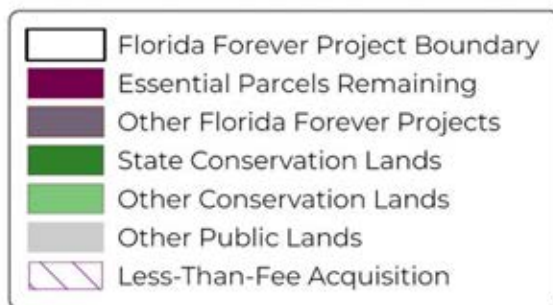 Florida Forever Project Boundary
Essential Parcels Remaining
Other Florida Forever Projects
State Conservation Lands
Other Conservation Lands
Other Public Lands
Less-Than-Fee Acquisition